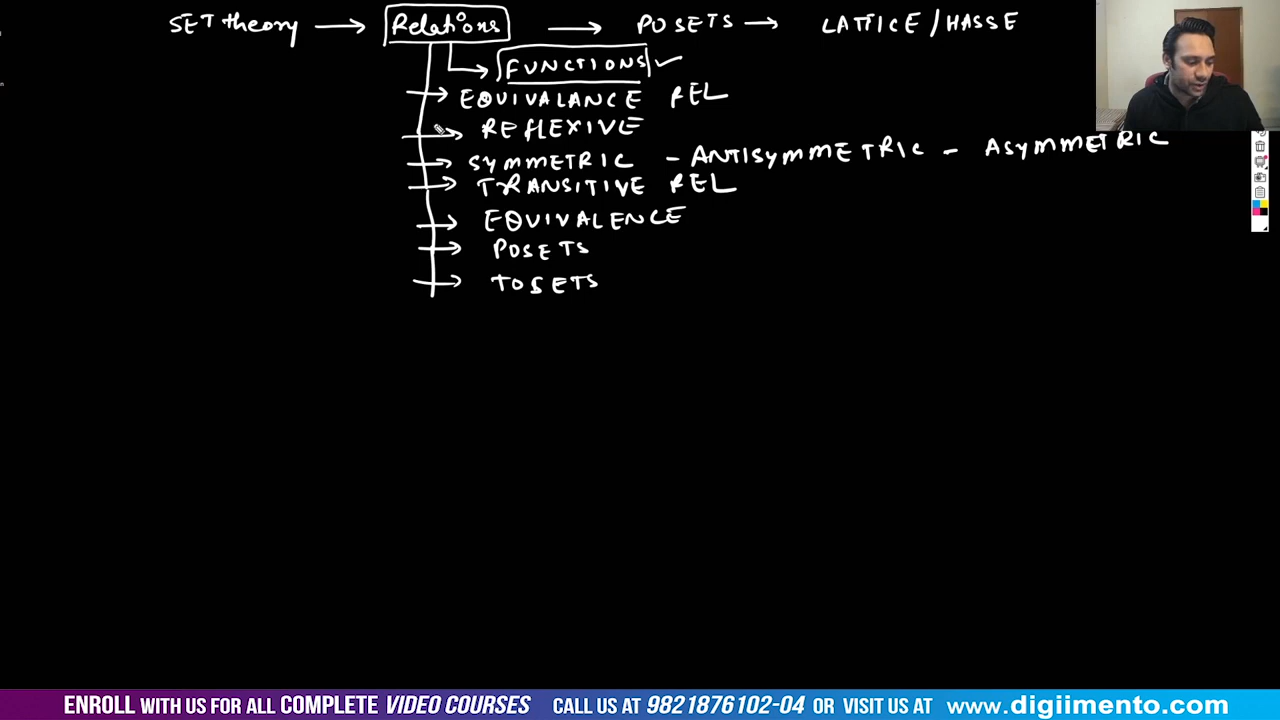 SET theory → Relations → POSETS → LATTICE / HASSE
FUNCTIONS ✓
EQUIVALANCE REL
REFLEXIVE
SYMMETRIC - ANTISYMMETRIC - ASYMMETRIC
TRANSITIVE REL
EQUIVALENCE
POSETS
TOSETS
ENROLL WITH US FOR ALL COMPLETE VIDEO COURSES CALL US AT 9821876102-04 OR VISIT US AT www.digiimento.com